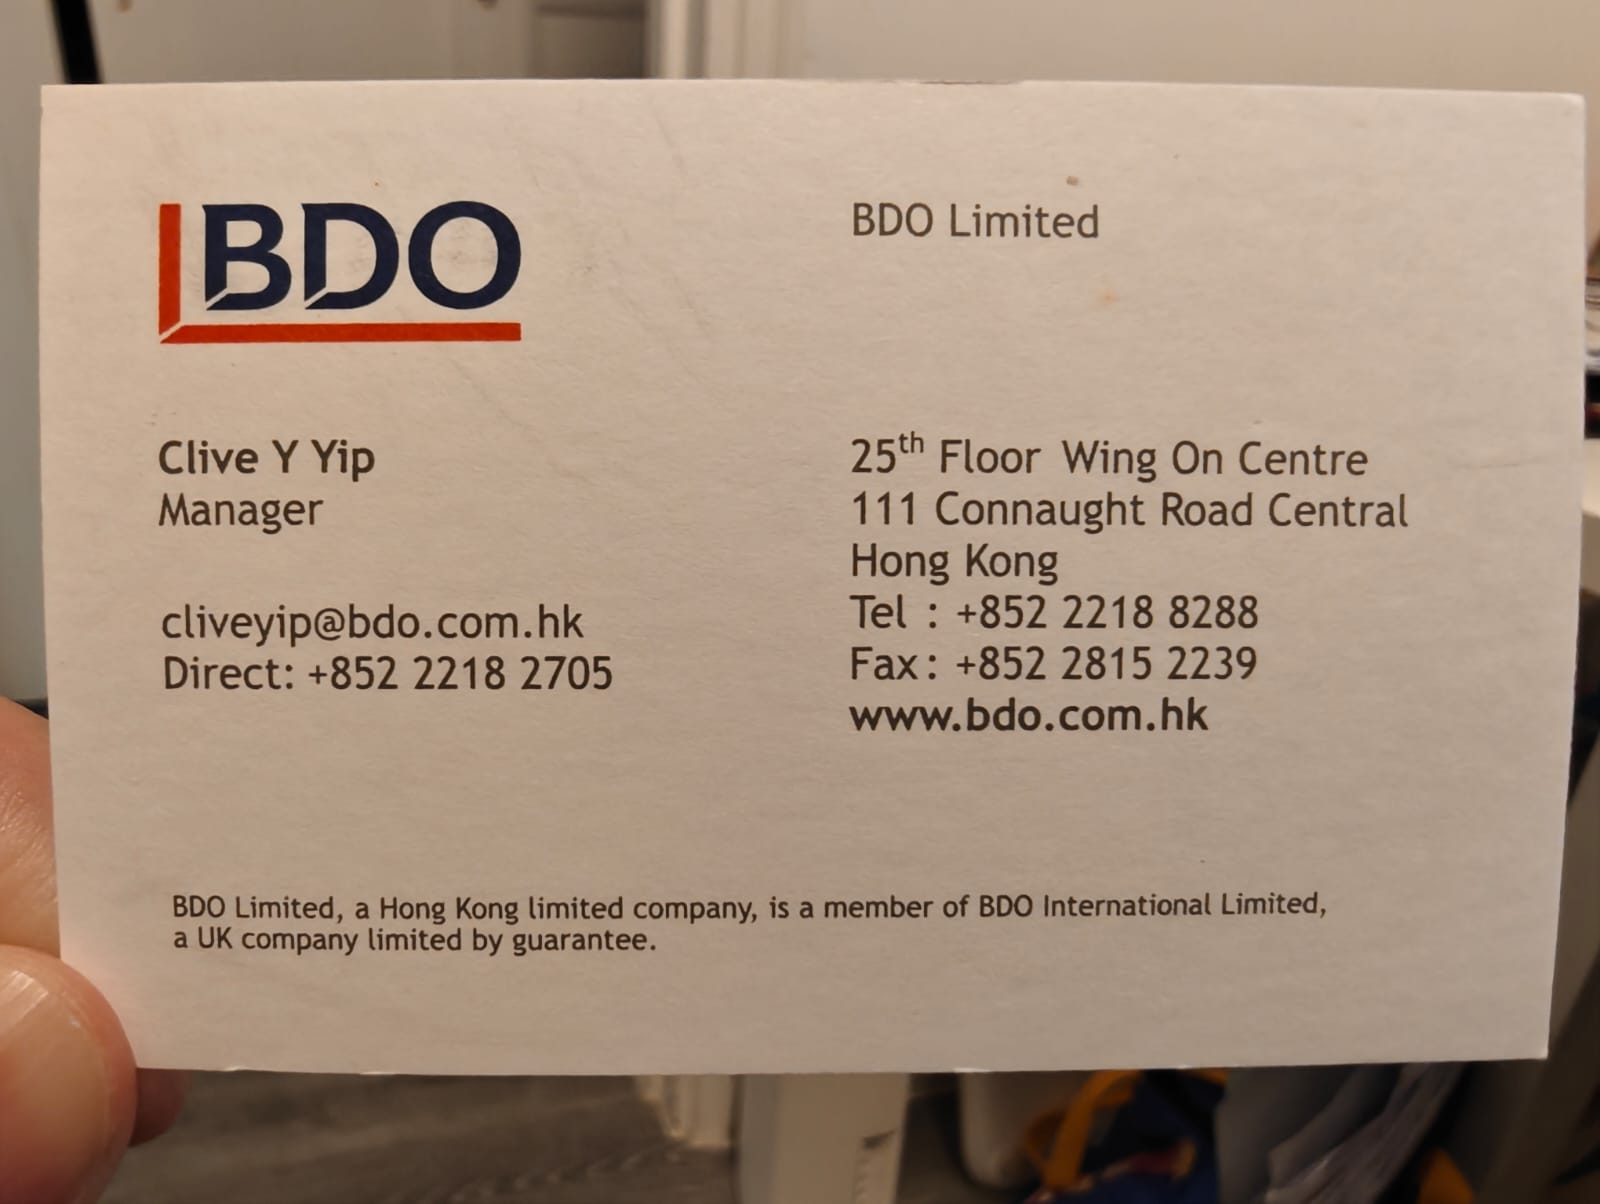 BDO
BDO Limited
Clive Y Yip
Manager
cliveyip@bdo.com.hk
Direct: +852 2218 2705
25th Floor Wing On Centre
111 Connaught Road Central
Hong Kong
Tel : +852 2218 8288
Fax : +852 2815 2239
www.bdo.com.hk
BDO Limited, a Hong Kong limited company, is a member of BDO International Limited,
a UK company limited by guarantee.